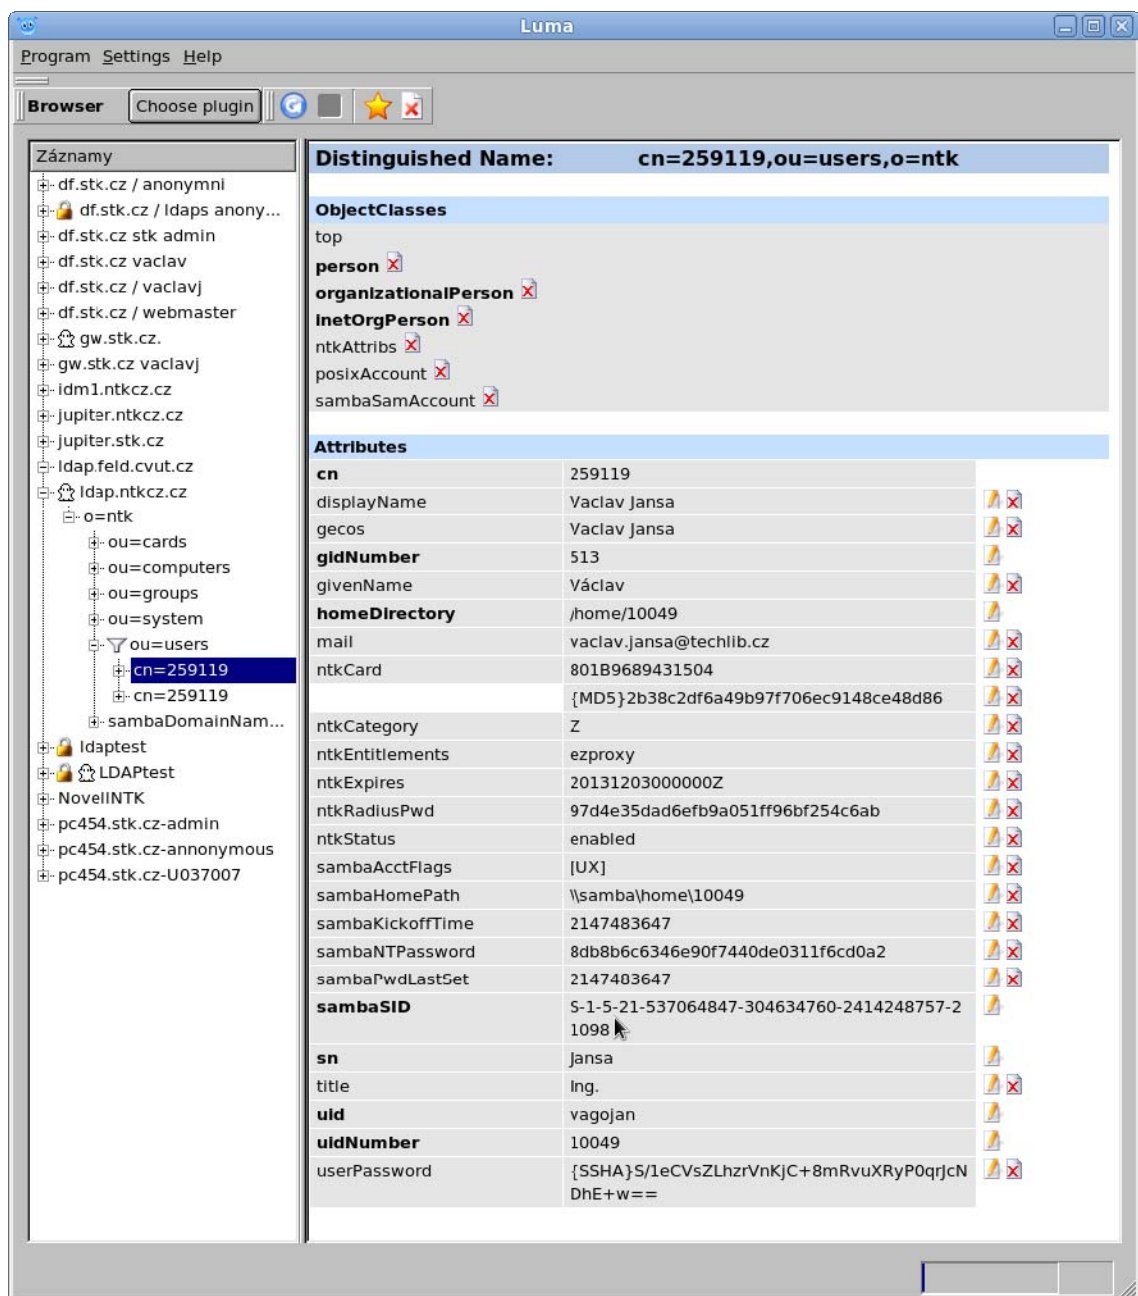 Luma
Program Settings Help
Browser Choose plugin
Záznamy
df.stk.cz / anonymni
df.stk.cz / ldaps anony...
df.stk.cz stk admin
df.stk.cz vaclav
df.stk.cz / vaclavj
df.stk.cz / webmaster
gw.stk.cz.
gw.stk.cz vaclavj
idm1.ntkcz.cz
jupiter.ntkcz.cz
jupiter.stk.cz
ldap.feld.cvut.cz
ldap.ntkcz.cz
o=ntk
ou=cards
ou=computers
ou=groups
ou=system
ou=users
cn=259119
cn=259119
sambaDomainNam...
ldaptest
LDAPtest
NovellNTK
pc454.stk.cz-admin
pc454.stk.cz-annonymous
pc454.stk.cz-U037007
Distinguished Name: cn=259119,ou=users,o=ntk
ObjectClasses
top
person
organizationalPerson
inetOrgPerson
ntkAttribs
posixAccount
sambaSamAccount
Attributes
cn 259119
displayName Vaclav Jansa
gecos Vaclav Jansa
gidNumber 513
givenName Václav
homeDirectory /home/10049
mail vaclav.jansa@techlib.cz
ntkCard 801B9689431504
{MD5}2b38c2df6a49b97f706ec9148ce48d86
ntkCategory Z
ntkEntitlements ezproxy
ntkExpires 20131203000000Z
ntkRadiusPwd 97d4e35dad6efb9a051ff96bf254c6ab
ntkStatus enabled
sambaAcctFlags [UX]
sambaHomePath \\samba\home\10049
sambaKickoffTime 2147483647
sambaNTPassword 8db8b6c6346e90f7440de0311f6cd0a2
sambaPwdLastSet 2147483647
sambaSID S-1-5-21-537064847-304634760-2414248757-2
1098
sn Jansa
title Ing.
uid vagojan
uidNumber 10049
userPassword {SSHA}S/1eCVsZLhzrVnKjC+8mRvuXRyP0qrJcN
DhE+w==